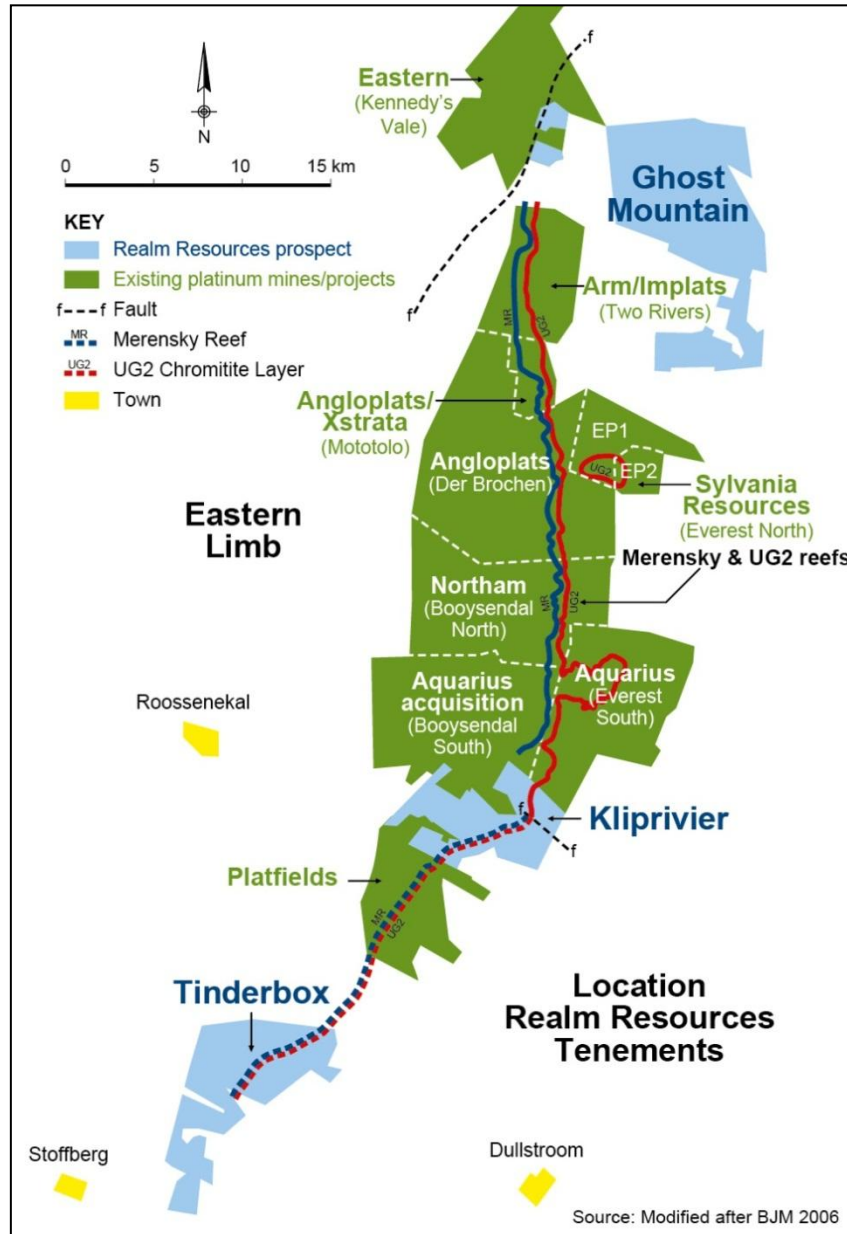 f
Eastern
(Kennedy's
Vale)
N
0 5 10 15 km
Ghost
Mountain
KEY
Realm Resources prospect
Existing platinum mines/projects
f f Fault
MR Merensky Reef
UG2 UG2 Chromitite Layer
Town
f
MR
UG2
Arm/Implats
(Two Rivers)
Angloplats/
Xstrata
(Mototolo)
EP1
UG2
EP2
Angloplats
(Der Brochen)
Sylvania
Resources
(Everest North)
Eastern
Limb
Merensky & UG2 reefs
Northam
(Booysendal
North)
MR
UG2
Aquarius
acquisition
(Booysendal
South)
Aquarius
(Everest
South)
Roossenekal
f
Kliprivier
f
Platfields
MR
UG2
Tinderbox
Location
Realm Resources
Tenements
Stoffberg
Dullstroom
Source: Modified after BJM 2006